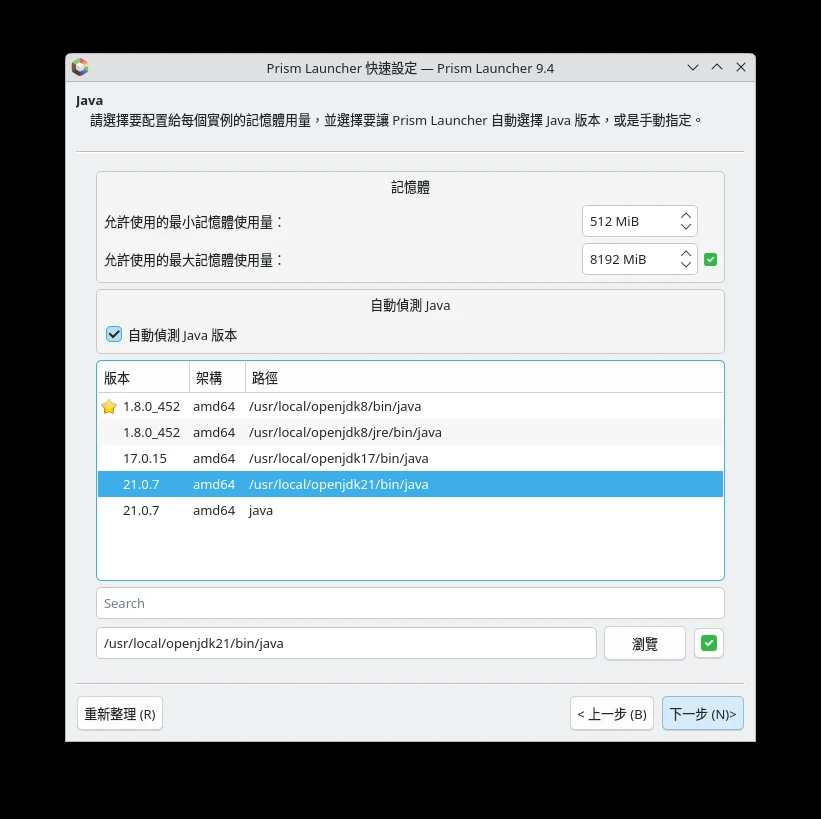 Prism Launcher 快速設定 — Prism Launcher 9.4
Java
請選擇要配置給每個實例的記憶體用量，並選擇要讓 Prism Launcher 自動選擇 Java 版本，或是手動指定。
記憶體
允許使用的最小記憶體使用量： 512 MiB
允許使用的最大記憶體使用量： 8192 MiB
自動偵測 Java
自動偵測 Java 版本
版本 架構 路徑
1.8.0_452 amd64 /usr/local/openjdk8/bin/java
1.8.0_452 amd64 /usr/local/openjdk8/jre/bin/java
17.0.15 amd64 /usr/local/openjdk17/bin/java
21.0.7 amd64 /usr/local/openjdk21/bin/java
21.0.7 amd64 java
Search
/usr/local/openjdk21/bin/java 瀏覽
重新整理 (R) < 上一步 (B) 下一步 (N)>